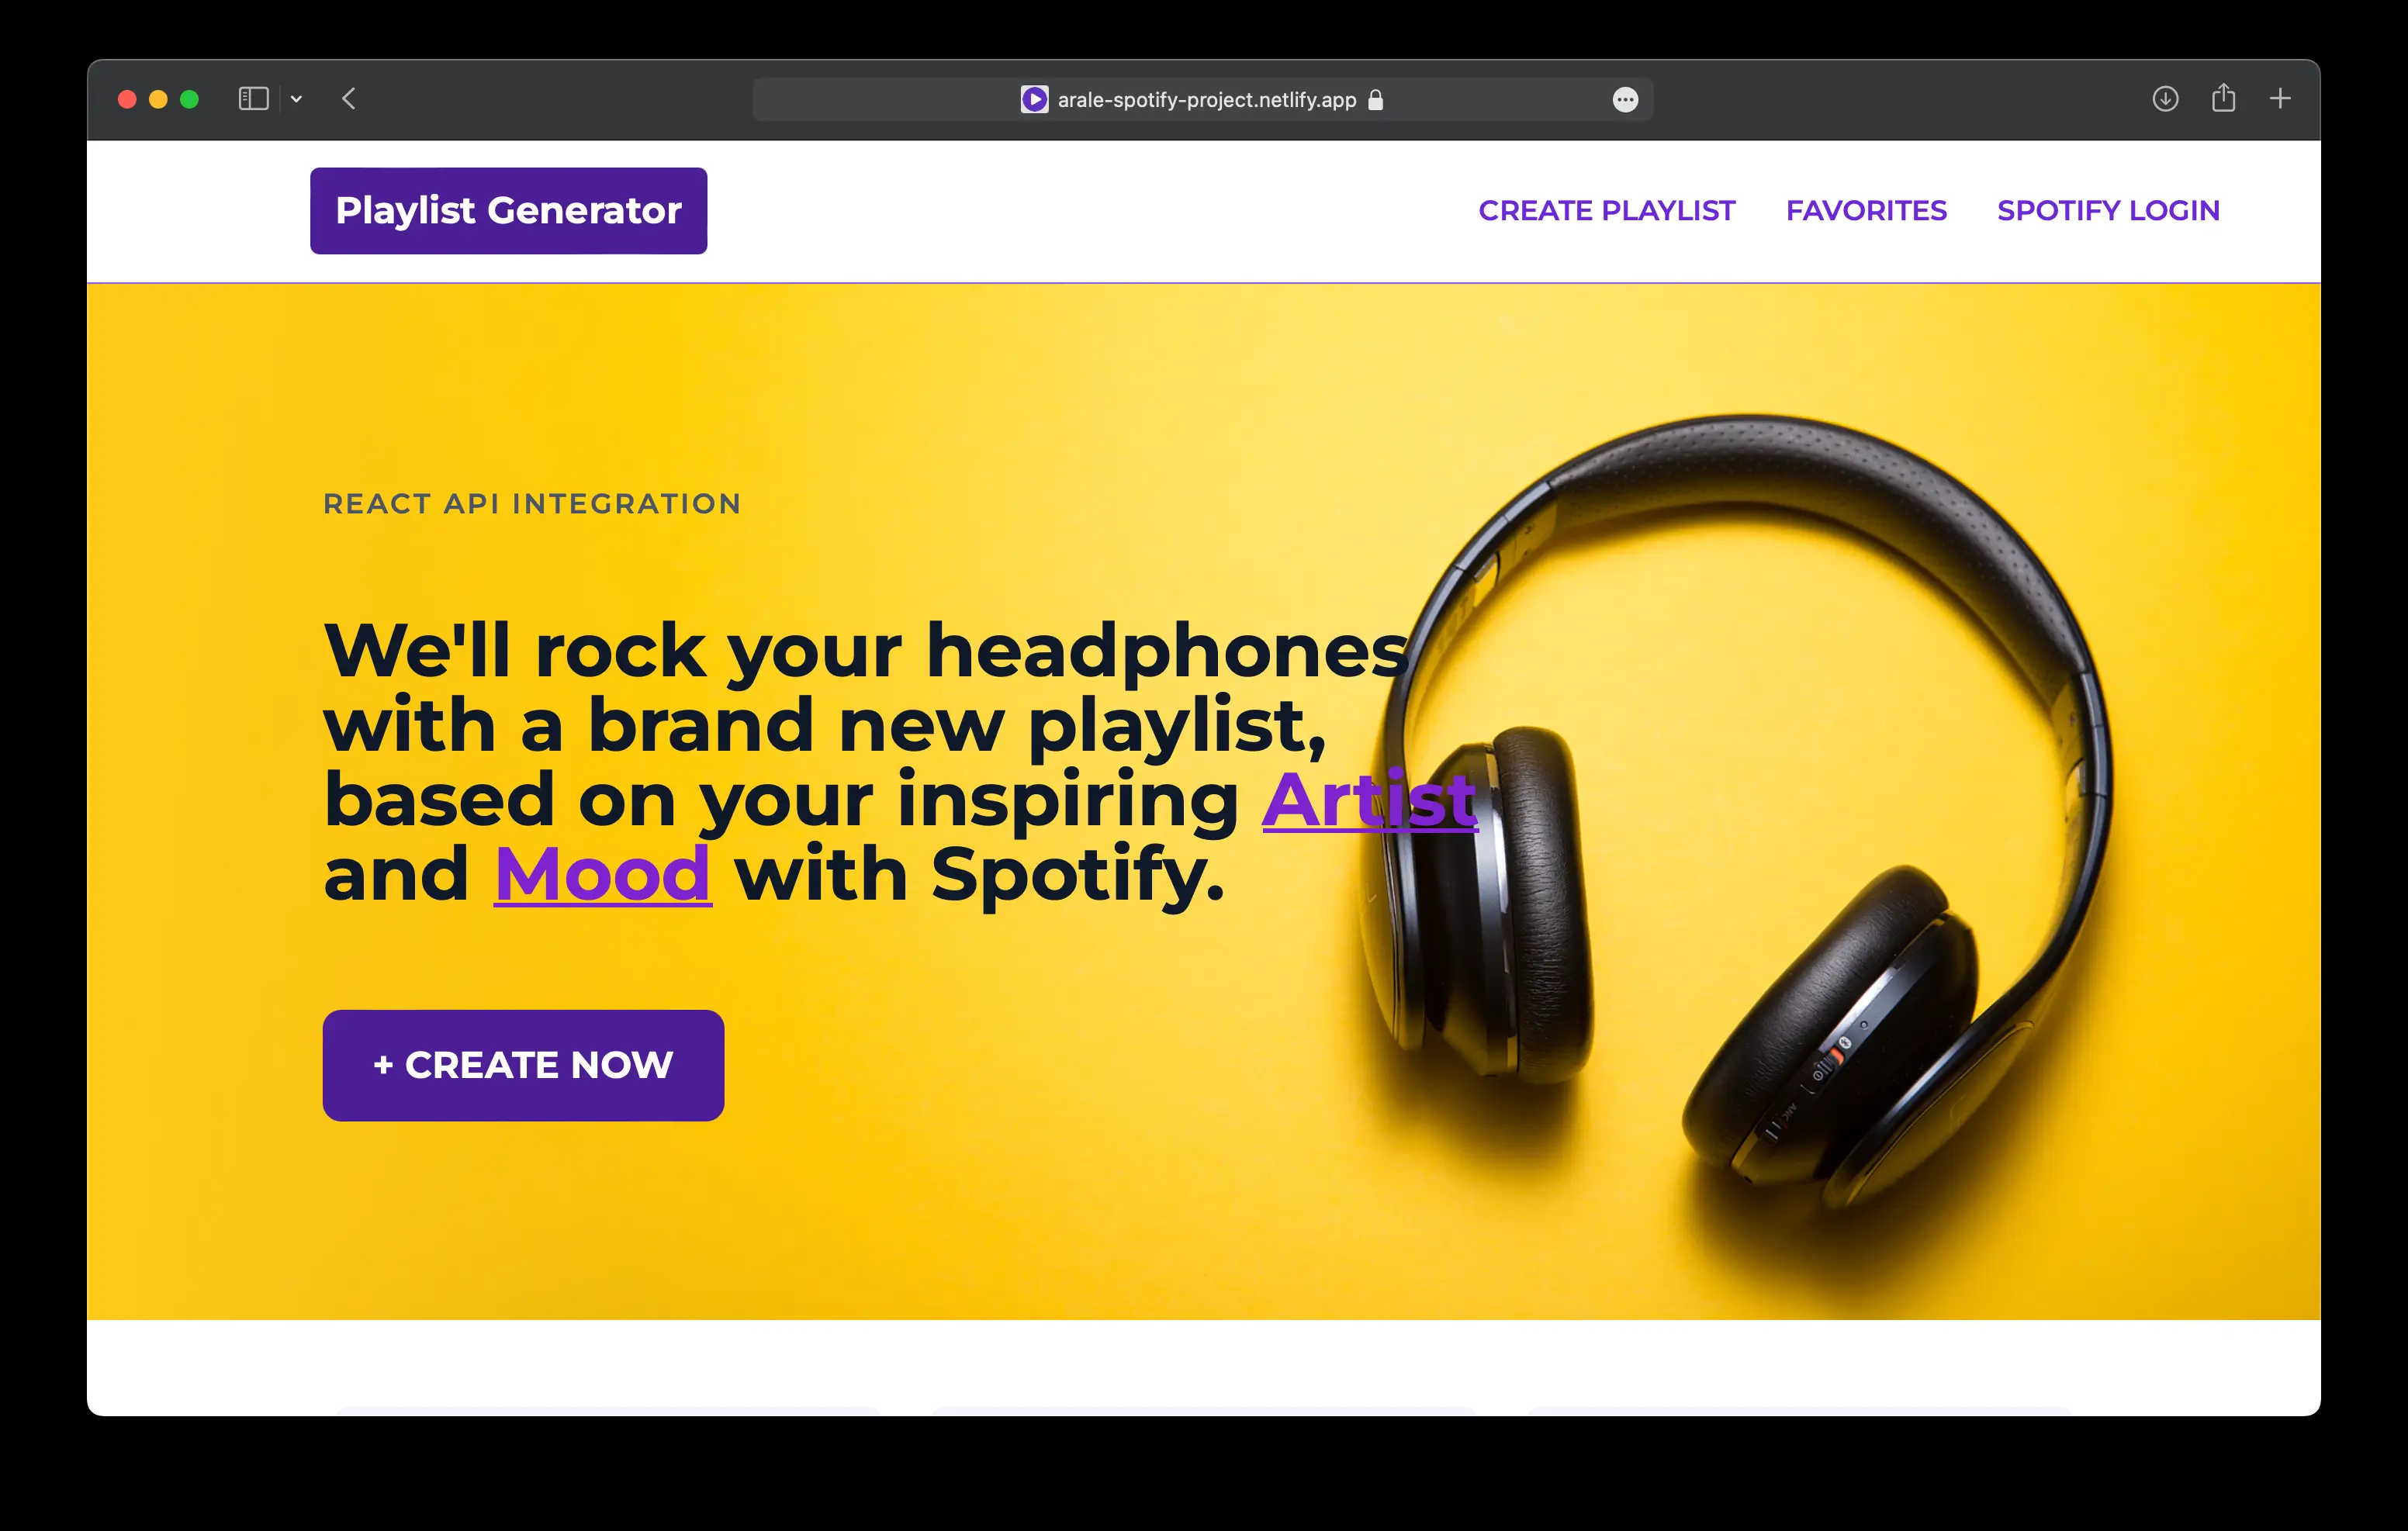 arale-spotify-project.netlify.app
Playlist Generator
CREATE PLAYLIST FAVORITES SPOTIFY LOGIN
REACT API INTEGRATION
We'll rock your headphones
with a brand new playlist,
based on your inspiring Artist
and Mood with Spotify.
+ CREATE NOW